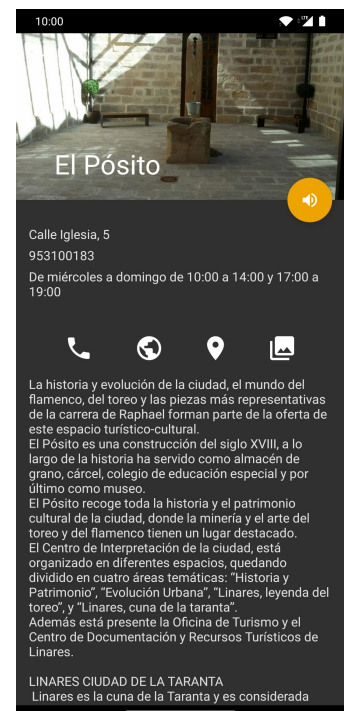 10:00
LTE
El Pósito
Calle Iglesia, 5
953100183
De miércoles a domingo de 10:00 a 14:00 y 17:00 a
19:00
La historia y evolución de la ciudad, el mundo del
flamenco, del toreo y las piezas más representativas
de la carrera de Raphael forman parte de la oferta de
este espacio turístico-cultural.
El Pósito es una construcción del siglo XVIII, a lo
largo de la historia ha servido como almacén de
grano, cárcel, colegio de educación especial y por
último como museo.
El Pósito recoge toda la historia y el patrimonio
cultural de la ciudad, donde la minería y el arte del
toreo y del flamenco tienen un lugar destacado.
El Centro de Interpretación de la ciudad, está
organizado en diferentes espacios, quedando
dividido en cuatro áreas temáticas: “Historia y
Patrimonio”, “Evolución Urbana”, “Linares, leyenda del
toreo”, y “Linares, cuna de la taranta”.
Además está presente la Oficina de Turismo y el
Centro de Documentación y Recursos Turísticos de
Linares.
LINARES CIUDAD DE LA TARANTA
Linares es la cuna de la Taranta y es considerada